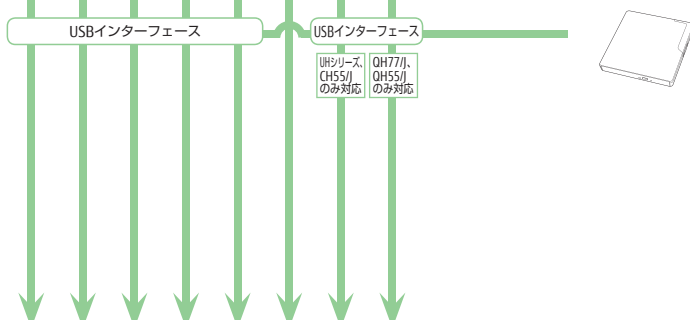 USBインターフェース
USBインターフェース
UHシリーズ、
CH55/J
のみ対応
QH77/J、
QH55/J
のみ対応